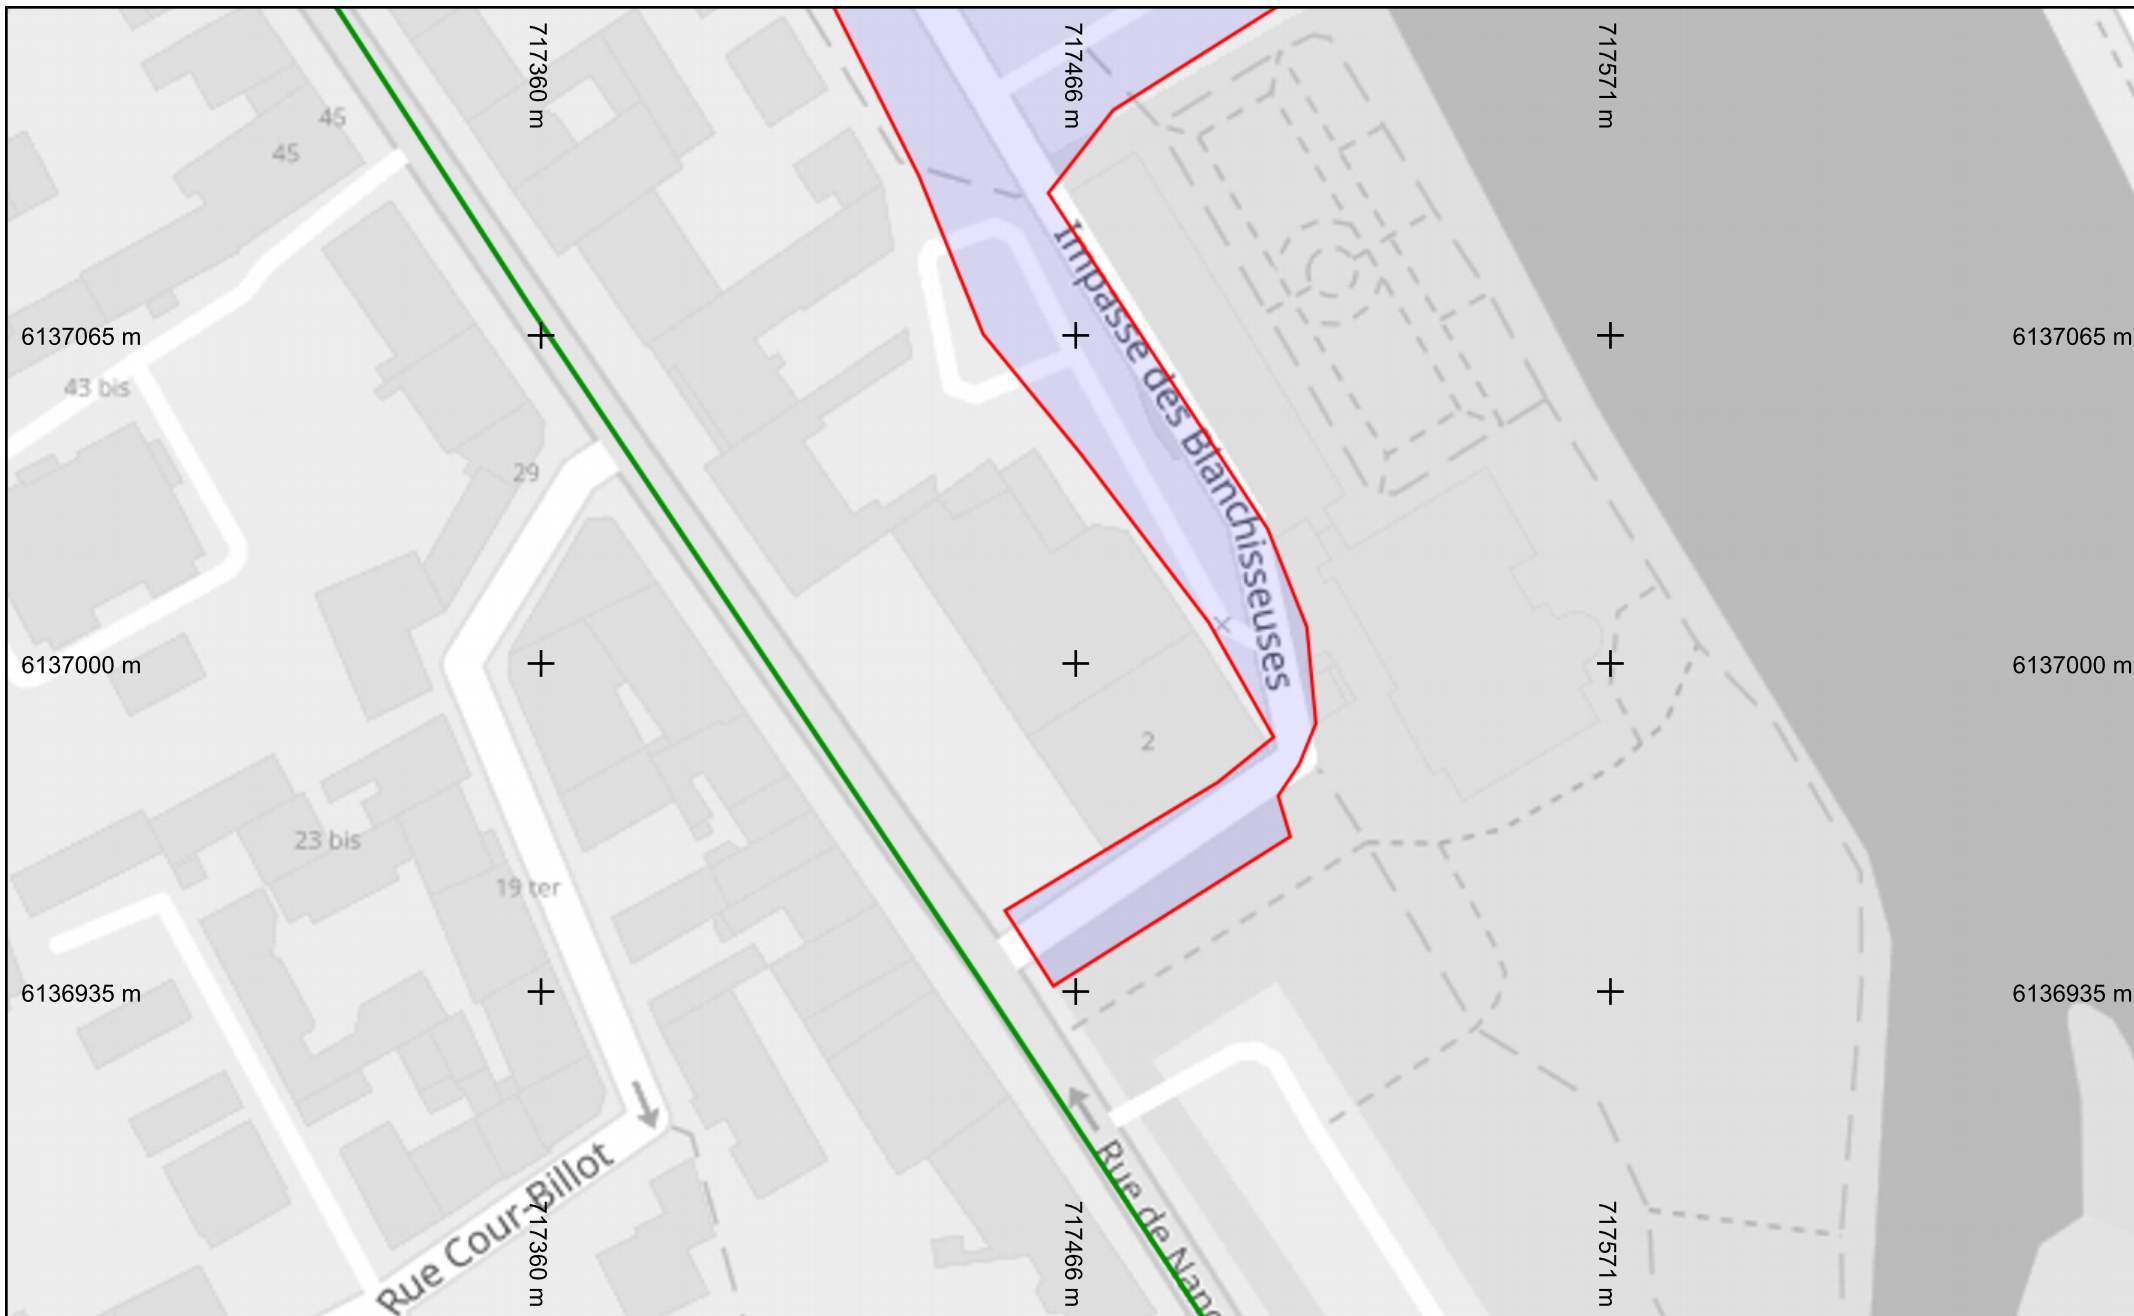 717360 m
717466 m
717571 m
45
45
Impasse des Blanchisseuses
6137065 m
6137065 m
43 bis
29
6137000 m
6137000 m
2
23 bis
19 ter
6136935 m
6136935 m
Rue Cour-Billot
Rue de Nanc
717360 m
717466 m
717571 m